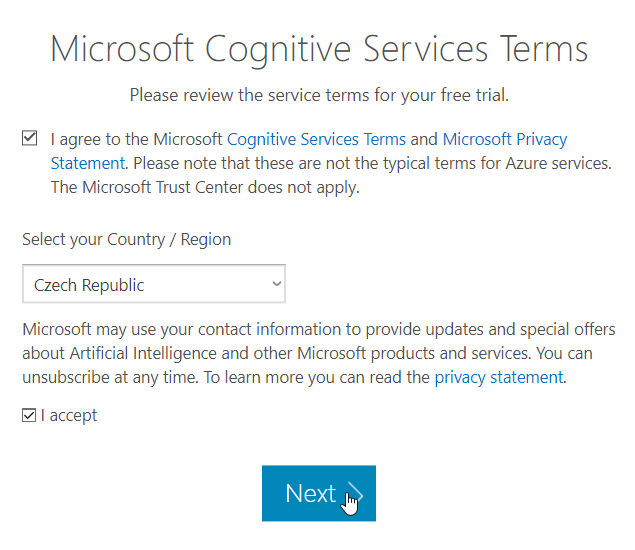 Microsoft Cognitive Services Terms
Please review the service terms for your free trial.
I agree to the Microsoft Cognitive Services Terms and Microsoft Privacy
Statement. Please note that these are not the typical terms for Azure services.
The Microsoft Trust Center does not apply.
Select your Country / Region
Czech Republic
Microsoft may use your contact information to provide updates and special offers
about Artificial Intelligence and other Microsoft products and services. You can
unsubscribe at any time. To learn more you can read the privacy statement.
I accept
Next